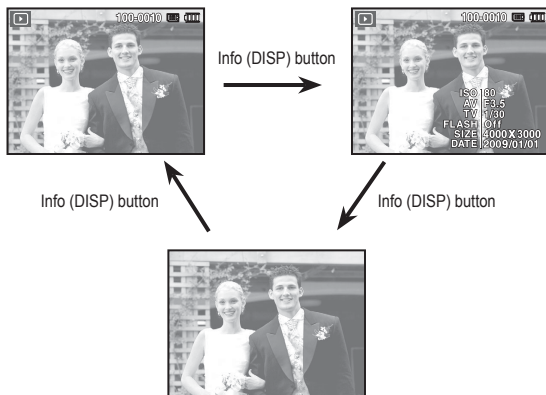 100-0010
Info (DISP) button
100-0010
ISO 80
AV F3.5
TV 1/30
FLASH Off
SIZE 4000X3000
DATE 2009/01/01
Info (DISP) button
Info (DISP) button